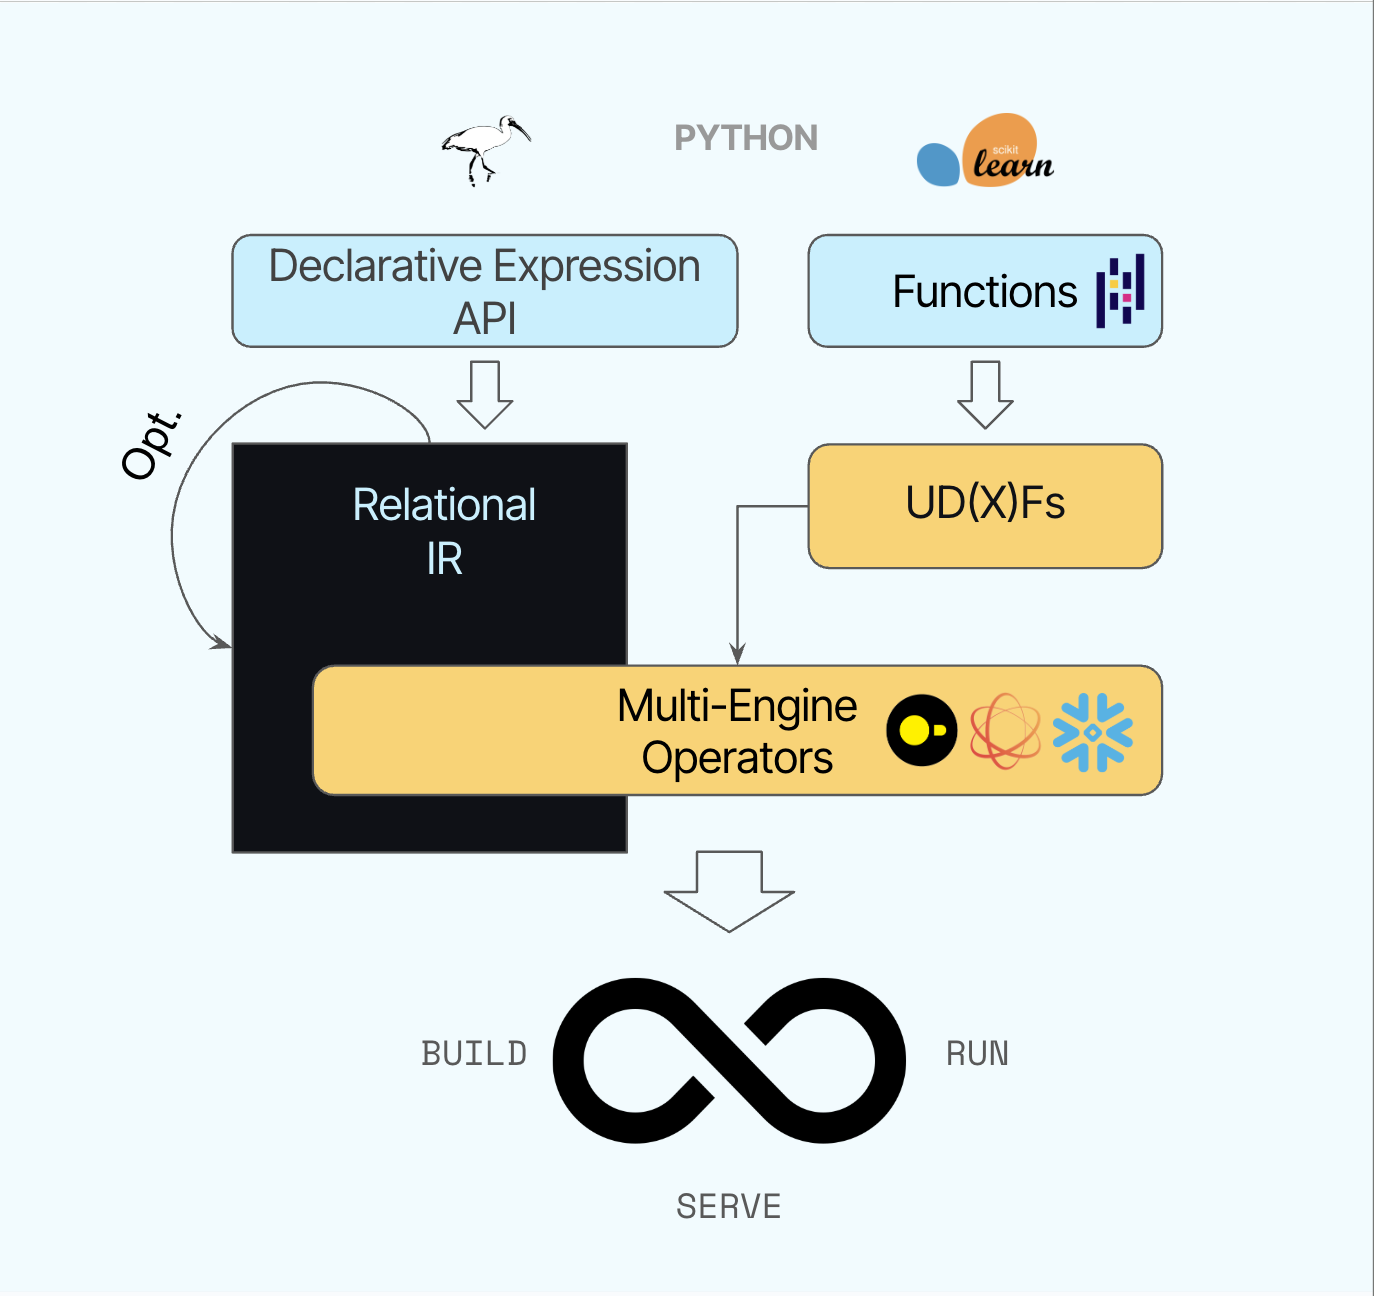 PYTHON
scikit
learn
Declarative Expression
API
Functions
Opt.
Relational
IR
UD(X)Fs
Multi-Engine
Operators
BUILD
RUN
SERVE